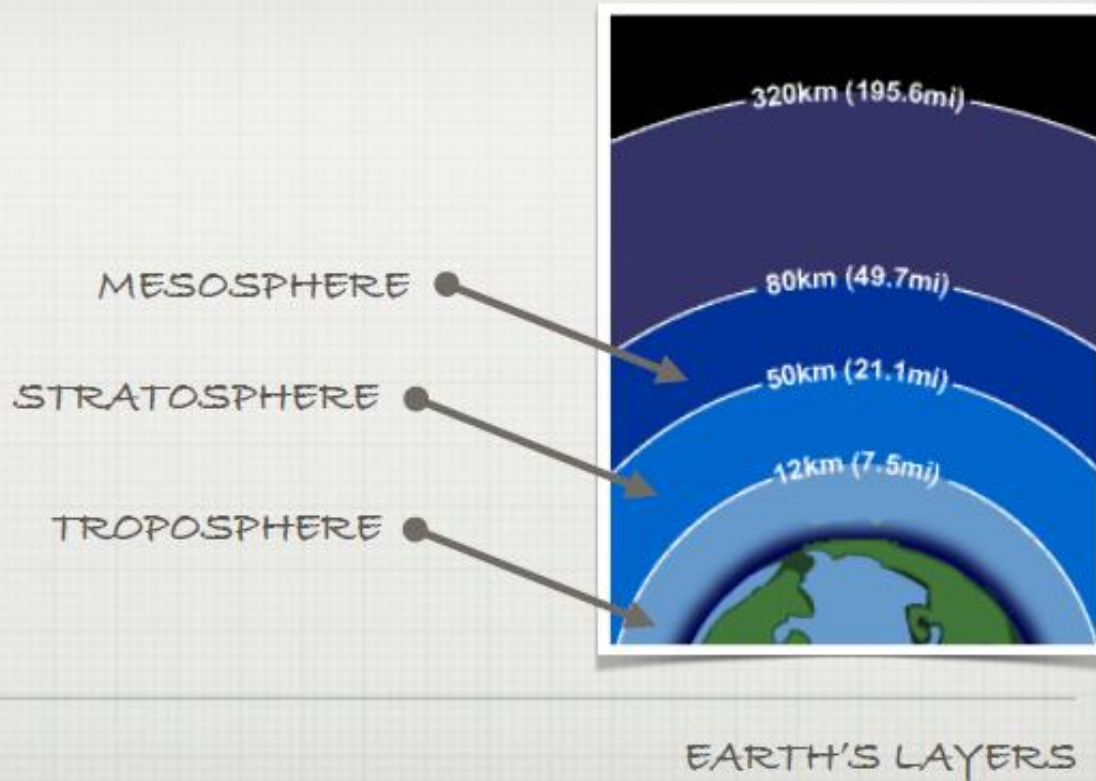 320km (195.6mi)
MESOSPHERE
80km (49.7mi)
50km (21.1mi)
STRATOSPHERE
12km (7.5mi)
TROPOSPHERE
EARTH'S LAYERS